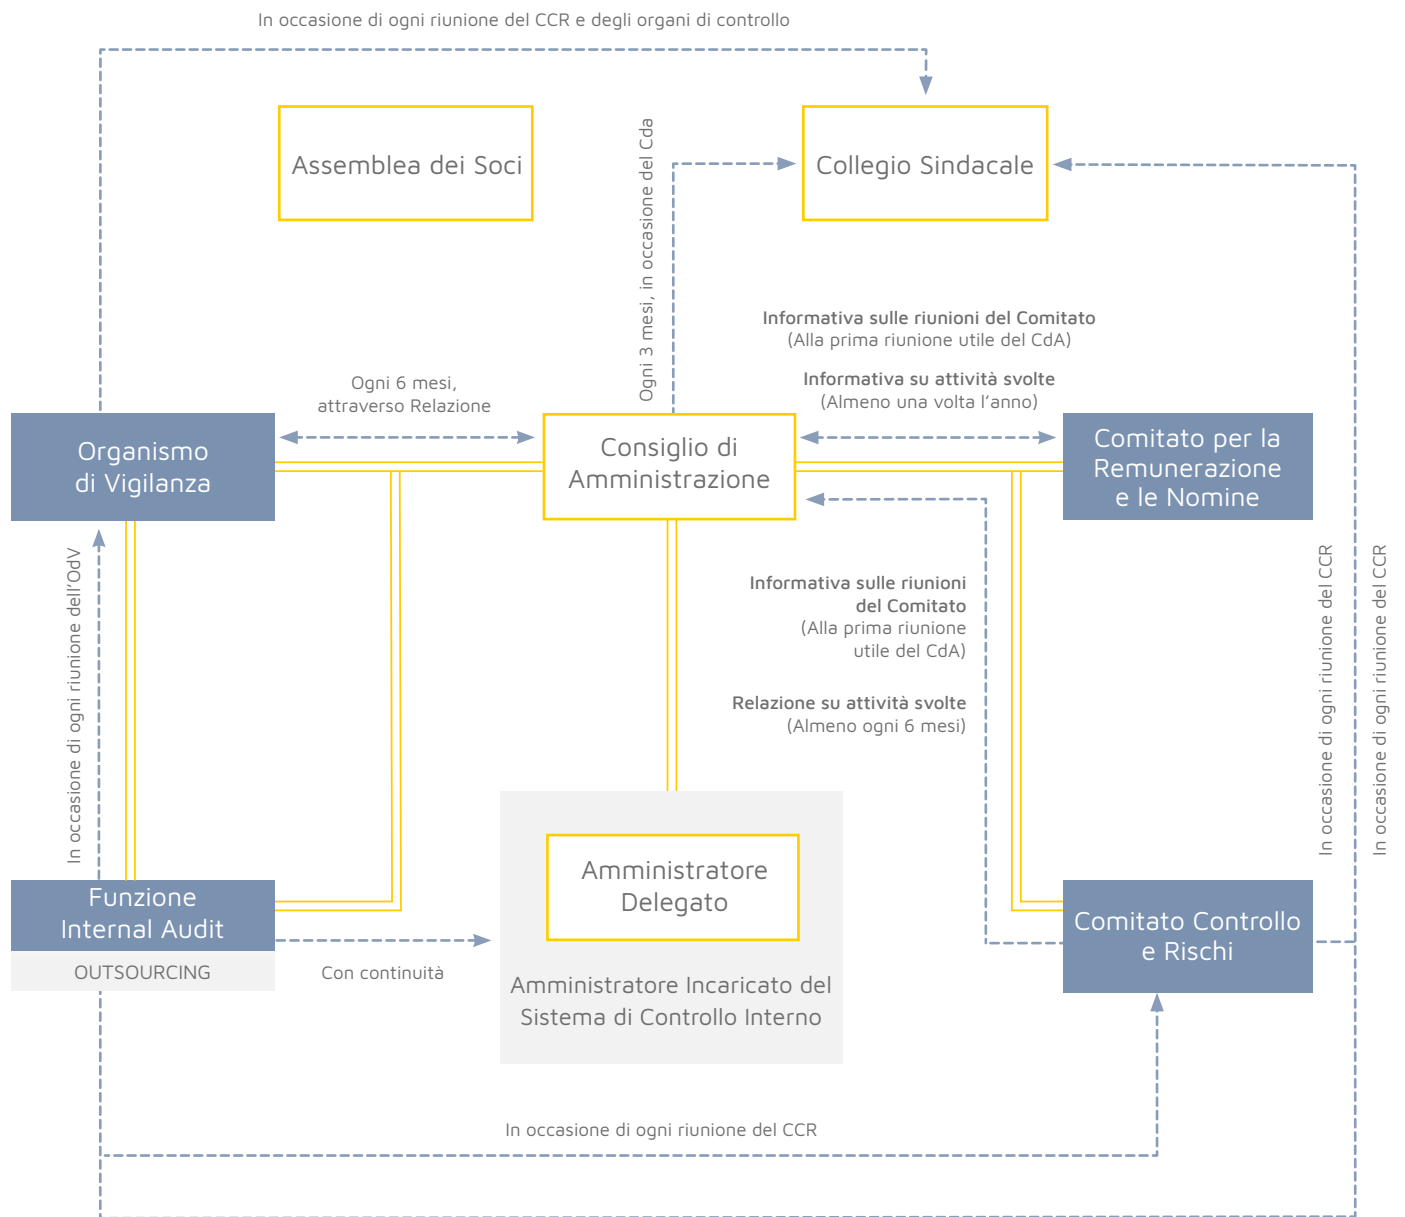 In occasione di ogni riunione del CCR e degli organi di controllo
Assemblea dei Soci
Collegio Sindacale
Ogni 3 mesi, in occasione del Cda
Informativa sulle riunioni del Comitato
(Alla prima riunione utile del CdA)
Informativa su attività svolte
(Almeno una volta l'anno)
Ogni 6 mesi,
attraverso Relazione
Organismo
di Vigilanza
Consiglio di
Amministrazione
Comitato per la
Remunerazione
e le Nomine
In occasione di ogni riunione dell'OdV
Informativa sulle riunioni
del Comitato
(Alla prima riunione
utile del CdA)
Relazione su attività svolte
(Almeno ogni 6 mesi)
In occasione di ogni riunione del CCR
In occasione di ogni riunione del CCR
Funzione
Internal Audit
OUTSOURCING
Con continuità
Amministratore
Delegato
Amministratore Incaricato del
Sistema di Controllo Interno
Comitato Controllo
e Rischi
In occasione di ogni riunione del CCR